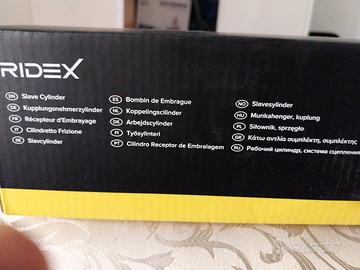 RIDEX
EN Slave Cylinder
DE Kupplungsnehmerzylinder
FR Récepteur d'Embrayage
IT Cilindretto Frizione
SE Slavcylinder
ES Bombín de Embrague
NL Koppelingscilinder
DK Arbejdscylinder
FI Työsylinteri
PT Cilindro Receptor de Embraiagem
NO Slavesylinder
HU Munkahenger, kuplung
PL Siłownik, sprzęgło
GR Κάτω αντλία συμπλέκτη, συμπλέκτης
RU Рабочий цилиндр, система сцепления